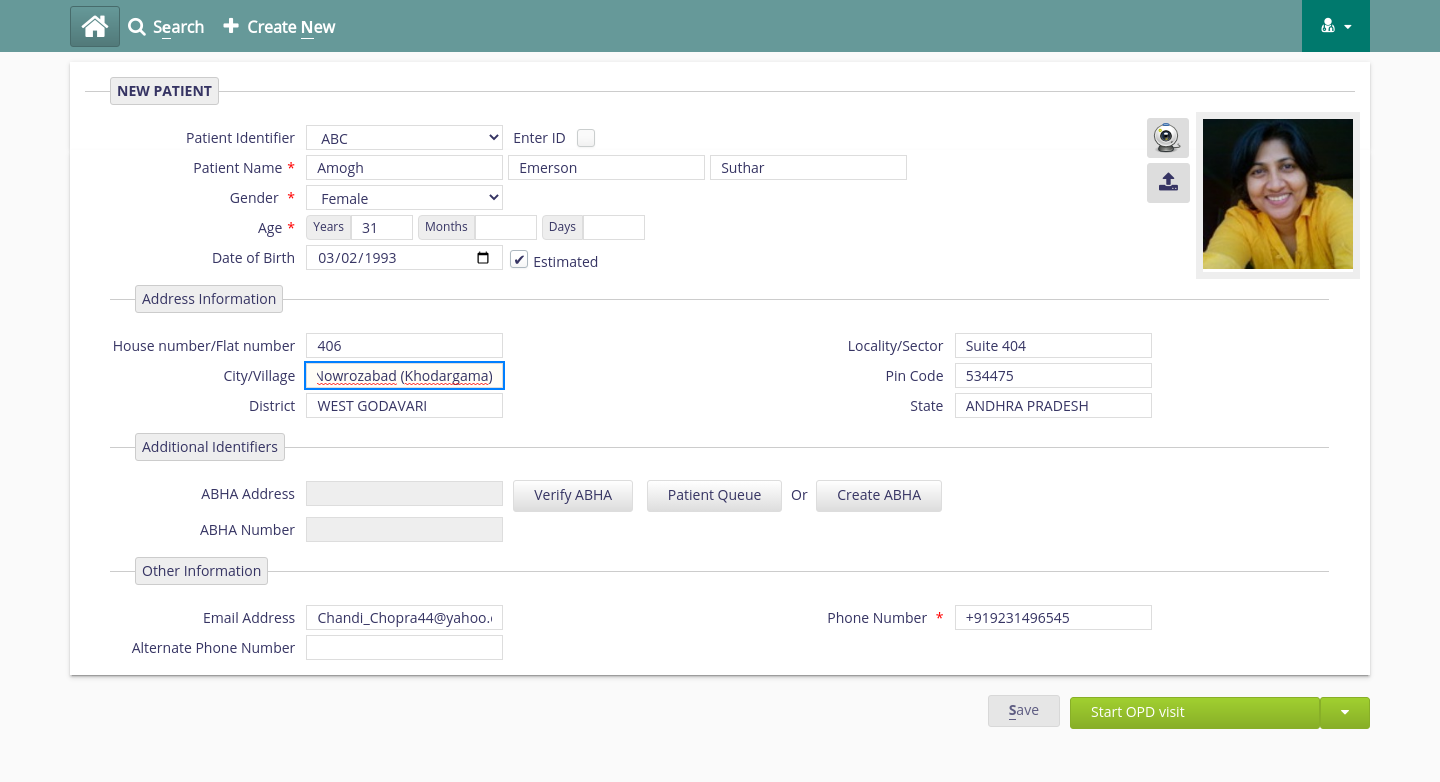 Search Create New
NEW PATIENT
Patient Identifier ABC Enter ID
Patient Name * Amogh Emerson Suthar
Gender * Female
Age * Years 31 Months Days
Date of Birth 03/02/1993 Estimated
Address Information
House number/Flat number 406 Locality/Sector Suite 404
City/Village Nowrozabad (Khodargama) Pin Code 534475
District WEST GODAVARI State ANDHRA PRADESH
Additional Identifiers
ABHA Address Verify ABHA Patient Queue Or Create ABHA
ABHA Number
Other Information
Email Address Chandi_Chopra44@yahoo. Phone Number * +919231496545
Alternate Phone Number
Save Start OPD visit